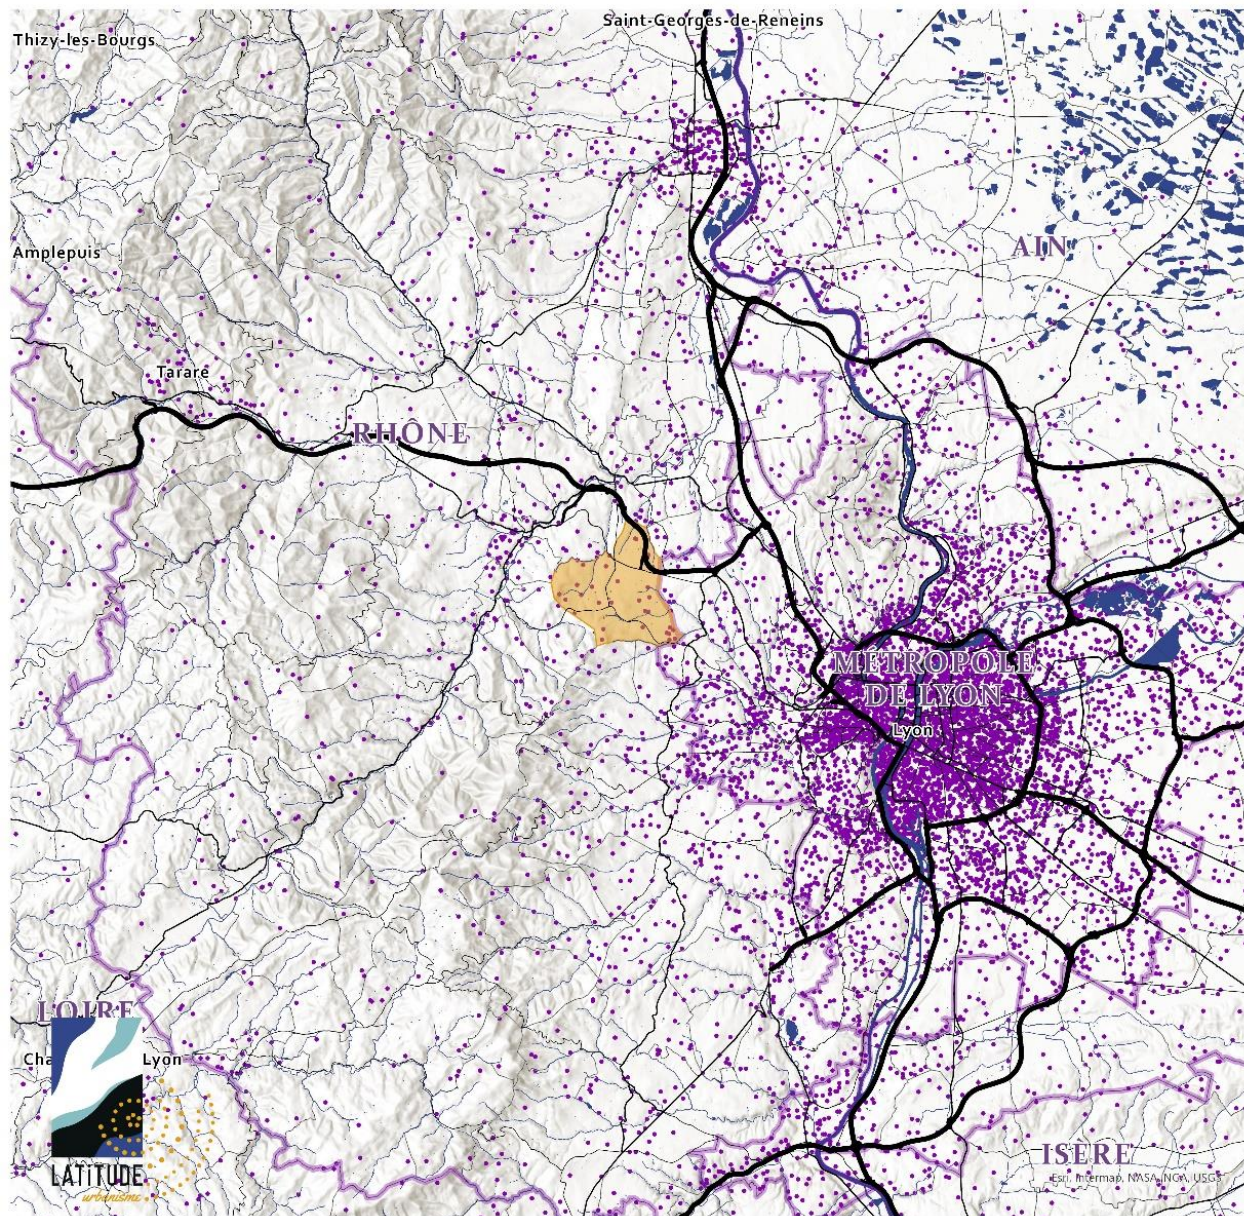 Saint-Georges-de-Reneins
Thizy-les-Bourgs
AIN
Amplepuis
Tarare
RHÔNE
MÉTROPOLE
DE LYON
Lyon
LOIRE
Cha Lyon
ISÈRE
Esri, Intermap, NASA, NGA, USGS
LATiTUDE
urbanisme